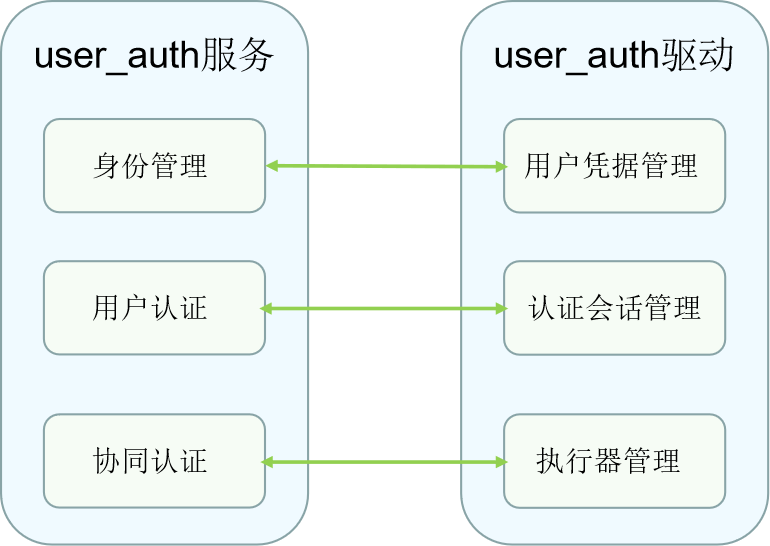 user_auth服务
身份管理
用户认证
协同认证
user_auth驱动
用户凭据管理
认证会话管理
执行器管理